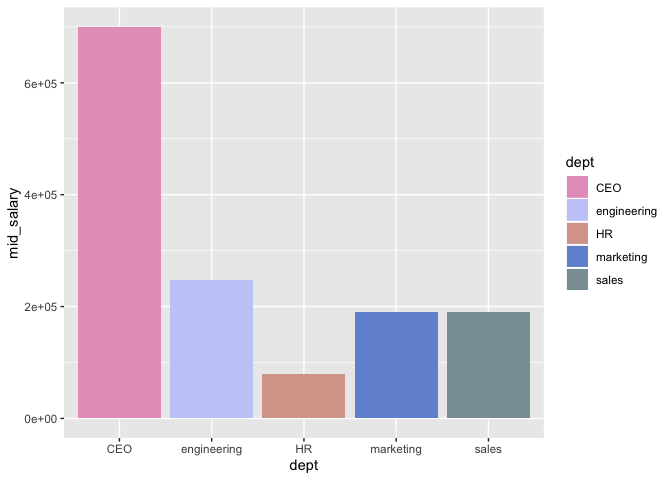 mid_salary
6e+05
4e+05
2e+05
0e+00
CEO
engineering
HR
marketing
sales
dept
dept
CEO
engineering
HR
marketing
sales